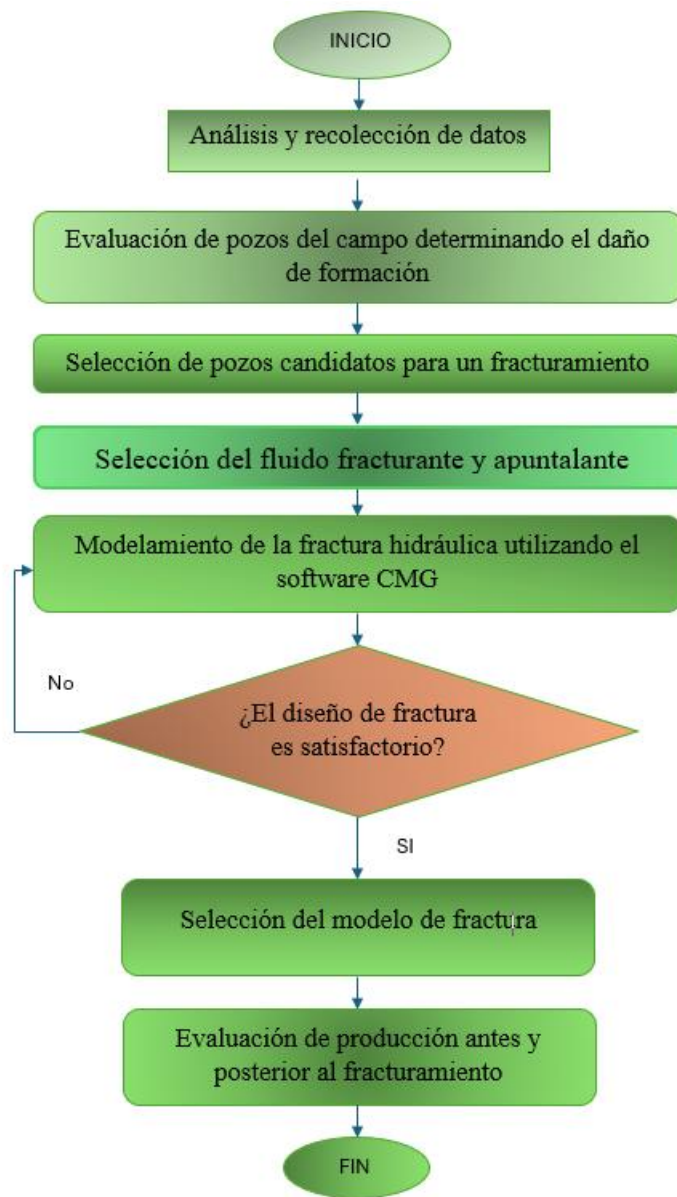 INICIO
Análisis y recolección de datos
Evaluación de pozos del campo determinando el daño
de formación
Selección de pozos candidatos para un fracturamiento
Selección del fluido fracturante y apuntalante
Modelamiento de la fractura hidráulica utilizando el
software CMG
No
¿El diseño de fractura
es satisfactorio?
SI
Selección del modelo de fractura
Evaluación de producción antes y
posterior al fracturamiento
FIN